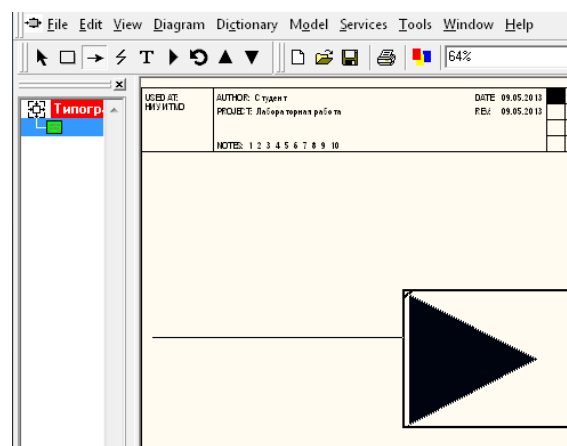 File Edit View Diagram Dictionary Model Services Tools Window Help
T 64%
Типогр
USED AT: AUTHOR: Студент DATE 09.05.2013
НИУ ИТМО PROJECT: Лабораторная работа REV: 09.05.2013
NOTES: 1 2 3 4 5 6 7 8 9 10